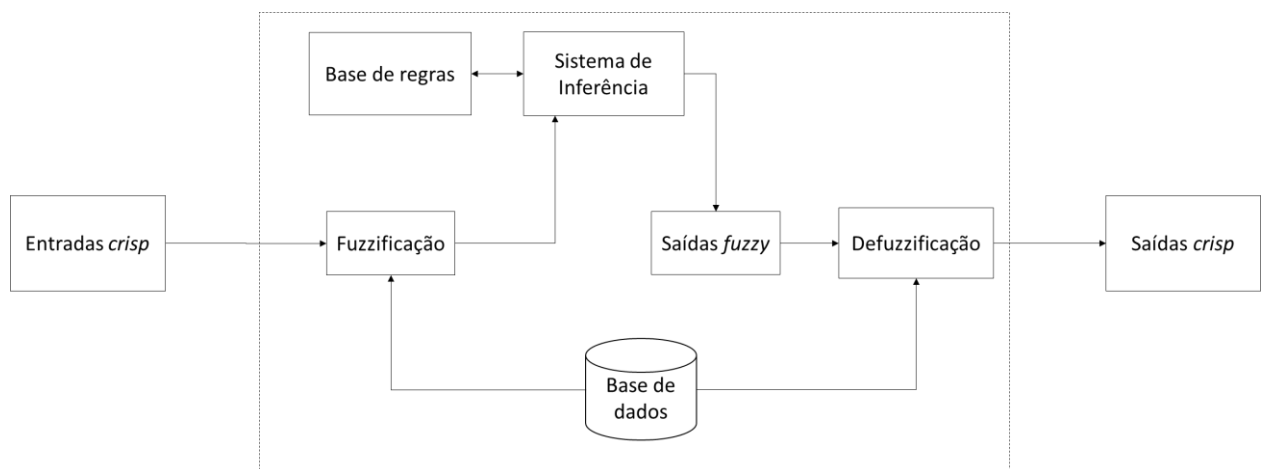 Base de regras
Sistema de
Inferência
Entradas crisp
Fuzzificação
Saídas fuzzy
Defuzzificação
Saídas crisp
Base de
dados